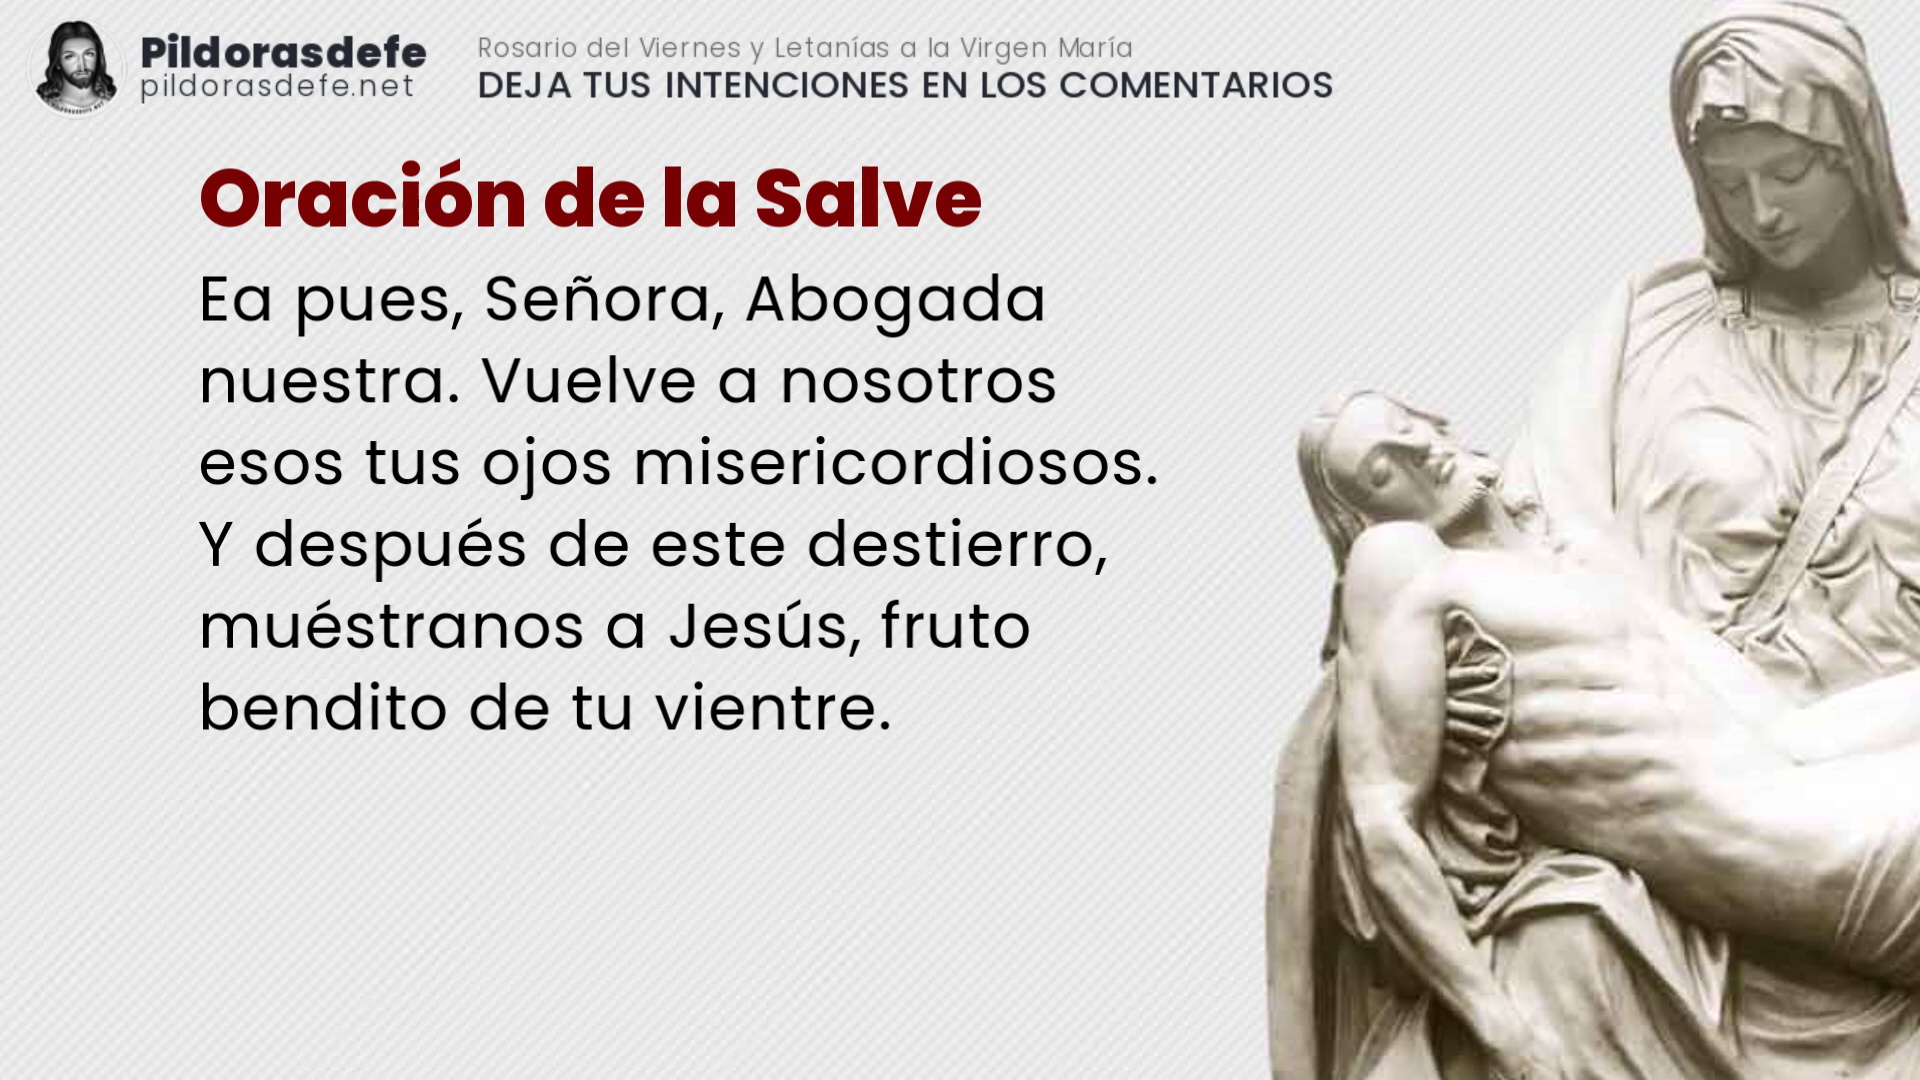 Pildorasdefe
pildorasdefe.net
Rosario del Viernes y Letanías a la Virgen María
DEJA TUS INTENCIONES EN LOS COMENTARIOS
Oración de la Salve
Ea pues, Señora, Abogada
nuestra. Vuelve a nosotros
esos tus ojos misericordiosos.
Y después de este destierro,
muéstranos a Jesús, fruto
bendito de tu vientre.